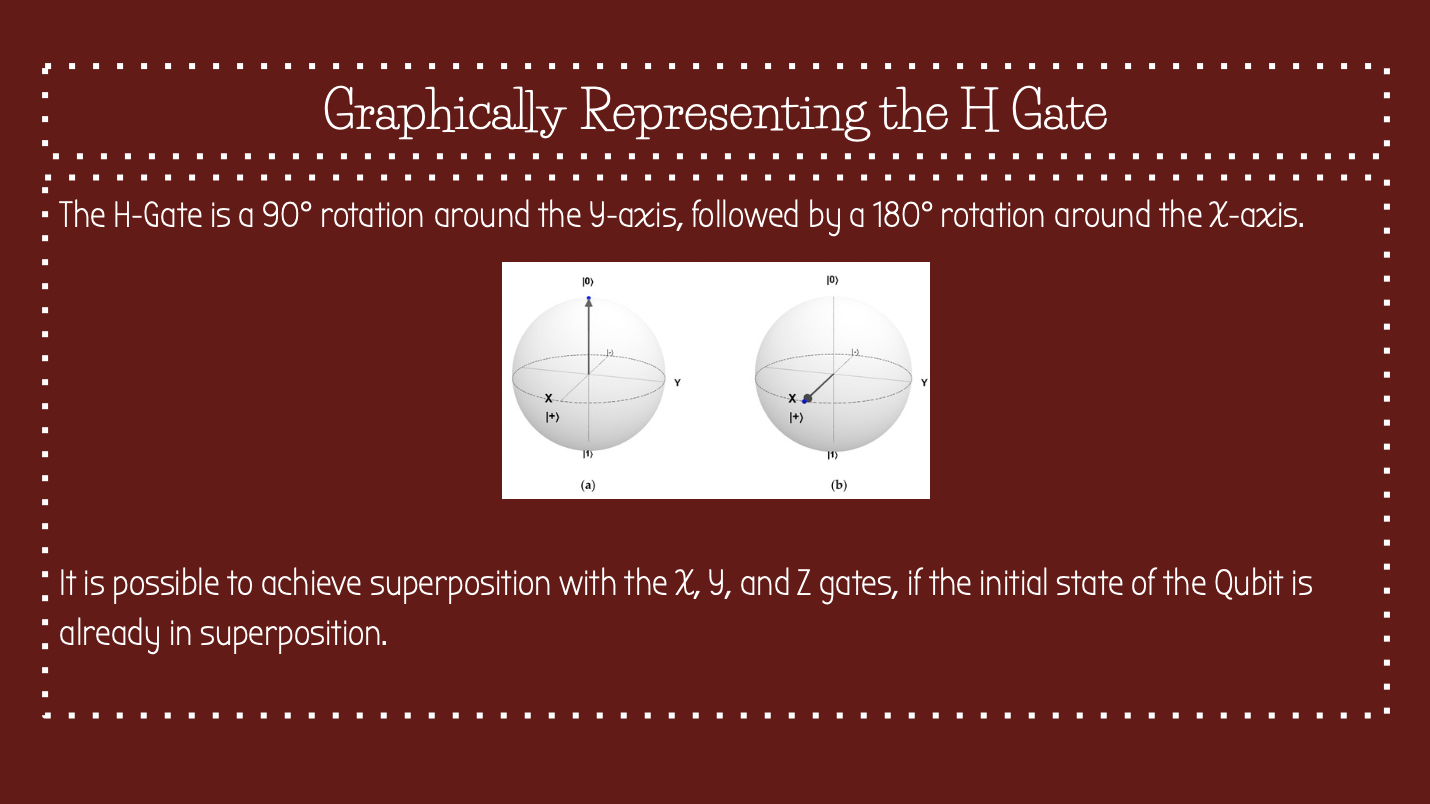 Graphically Representing the H Gate
The H-Gate is a 90° rotation around the Y-axis, followed by a 180° rotation around the X-axis.
|0⟩
|-⟩
Y
X
|+⟩
|1⟩
(a)
|0⟩
|-⟩
Y
X
|+⟩
|1⟩
(b)
It is possible to achieve superposition with the X, Y, and Z gates, if the initial state of the Qubit is
already in superposition.